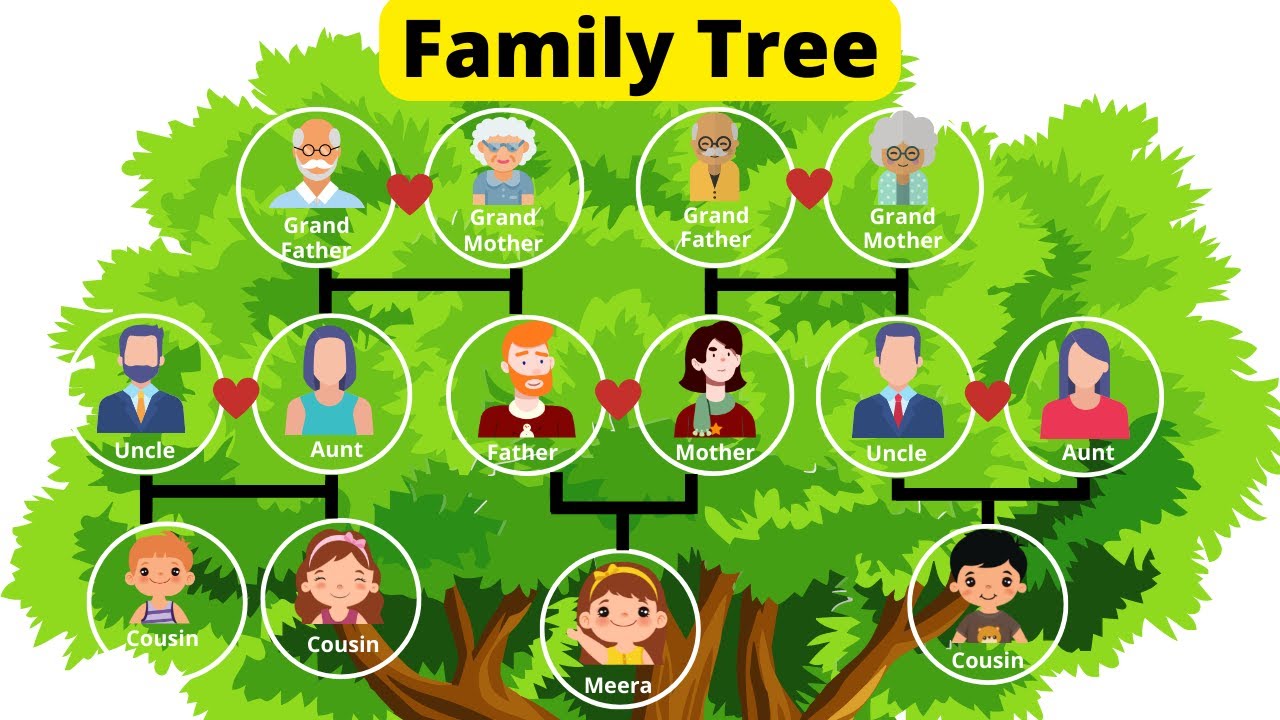 Family Tree
Grand
Father
Grand
Mother
Grand
Father
Grand
Mother
Uncle
Aunt
Father
Mother
Uncle
Aunt
Cousin
Cousin
Meera
Cousin